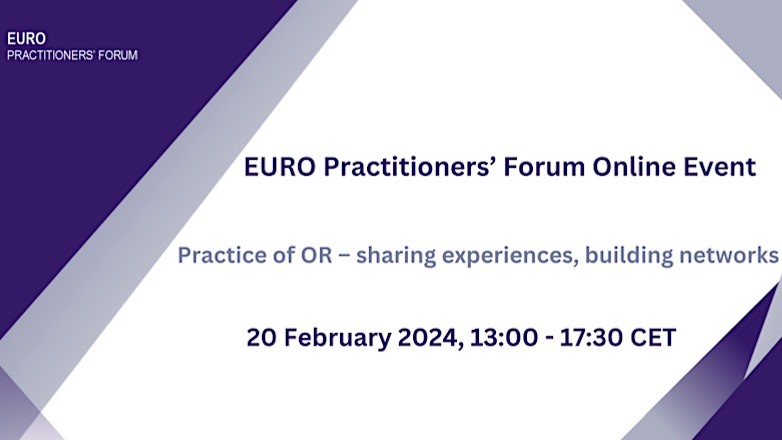 EURO
PRACTITIONERS' FORUM
EURO Practitioners’ Forum Online Event
Practice of OR – sharing experiences, building networks
20 February 2024, 13:00 - 17:30 CET